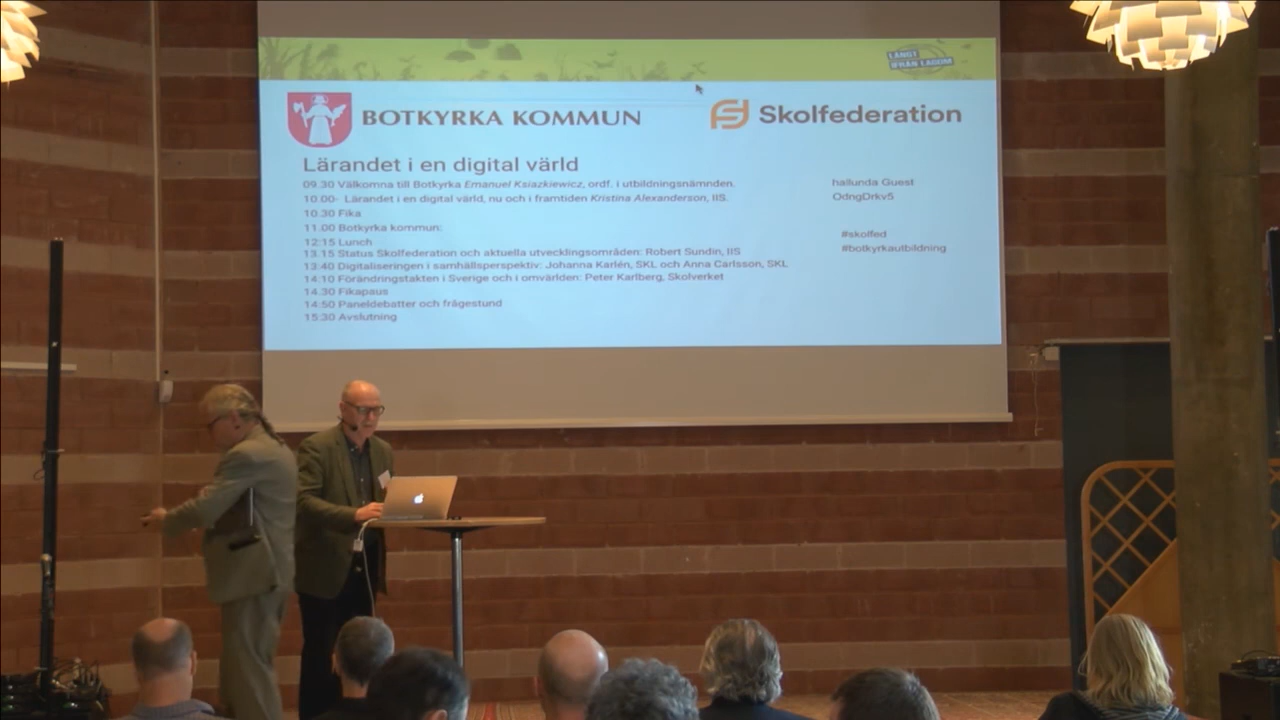 LÅNGT
IFRÅN LAGOM
BOTKYRKA KOMMUN
Skolfederation
Lärandet i en digital värld
09.30 Välkomna till Botkyrka Emanuel Ksiazkiewicz, ordf. i utbildningsnämnden.
10.00- Lärandet i en digital värld, nu och i framtiden Kristina Alexanderson, IIS.
10.30 Fika
11.00 Botkyrka kommun:
12:15 Lunch
13.15 Status Skolfederation och aktuella utvecklingsområden: Robert Sundin, IIS
13:40 Digitaliseringen i samhällsperspektiv: Johanna Karlén, SKL och Anna Carlsson, SKL
14:10 Förändringstakten i Sverige och i omvärlden: Peter Karlberg, Skolverket
14.30 Fikapaus
14:50 Paneldebatter och frågestund
15:30 Avslutning
hallunda Guest
OdngDrkv5
#skolfed
#botkyrkautbildning